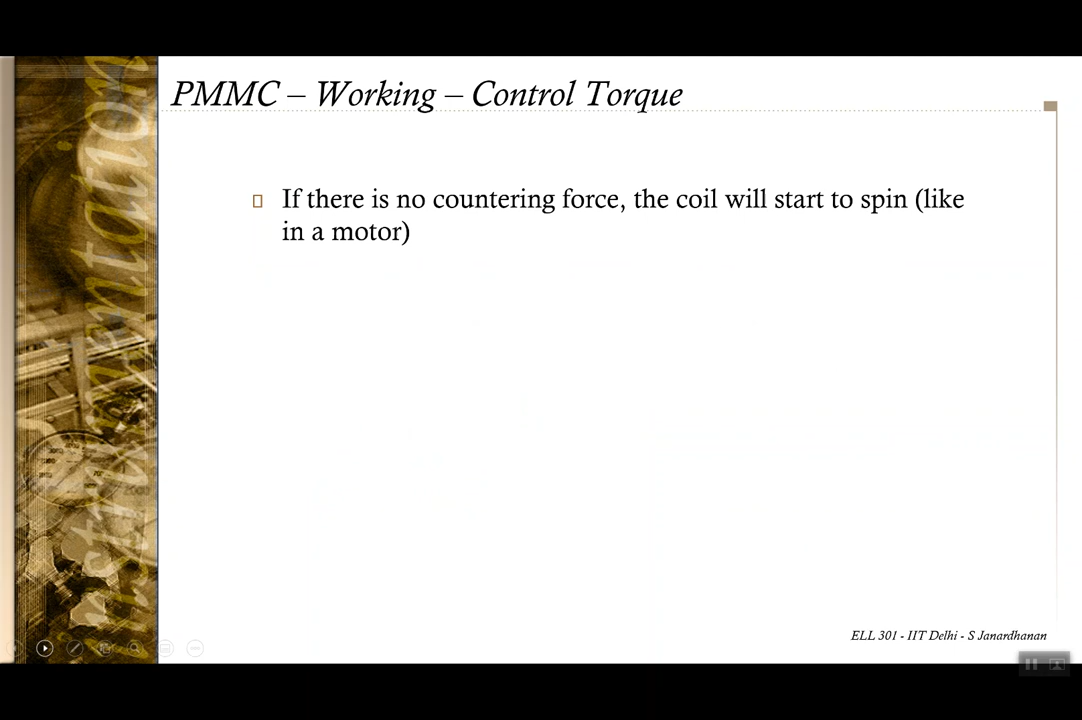 PMMC – Working – Control Torque
If there is no countering force, the coil will start to spin (like
in a motor)
instrumentation
ELL 301 - IIT Delhi - S Janardhanan